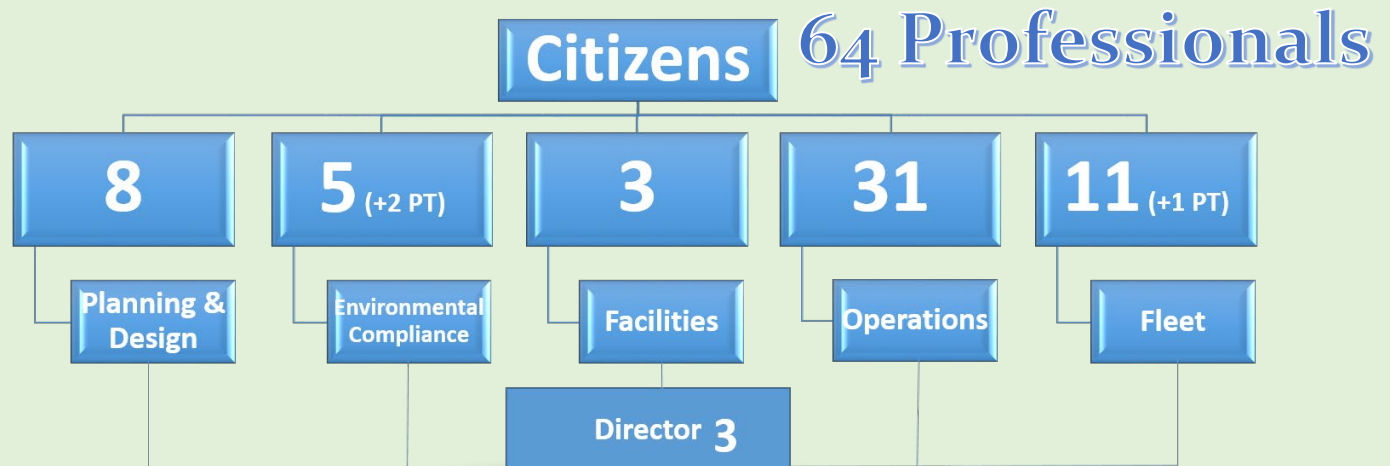 Citizens
64 Professionals
8
5 (+2 PT)
3
31
11 (+1 PT)
Planning &
Design
Environmental
Compliance
Facilities
Operations
Fleet
Director 3